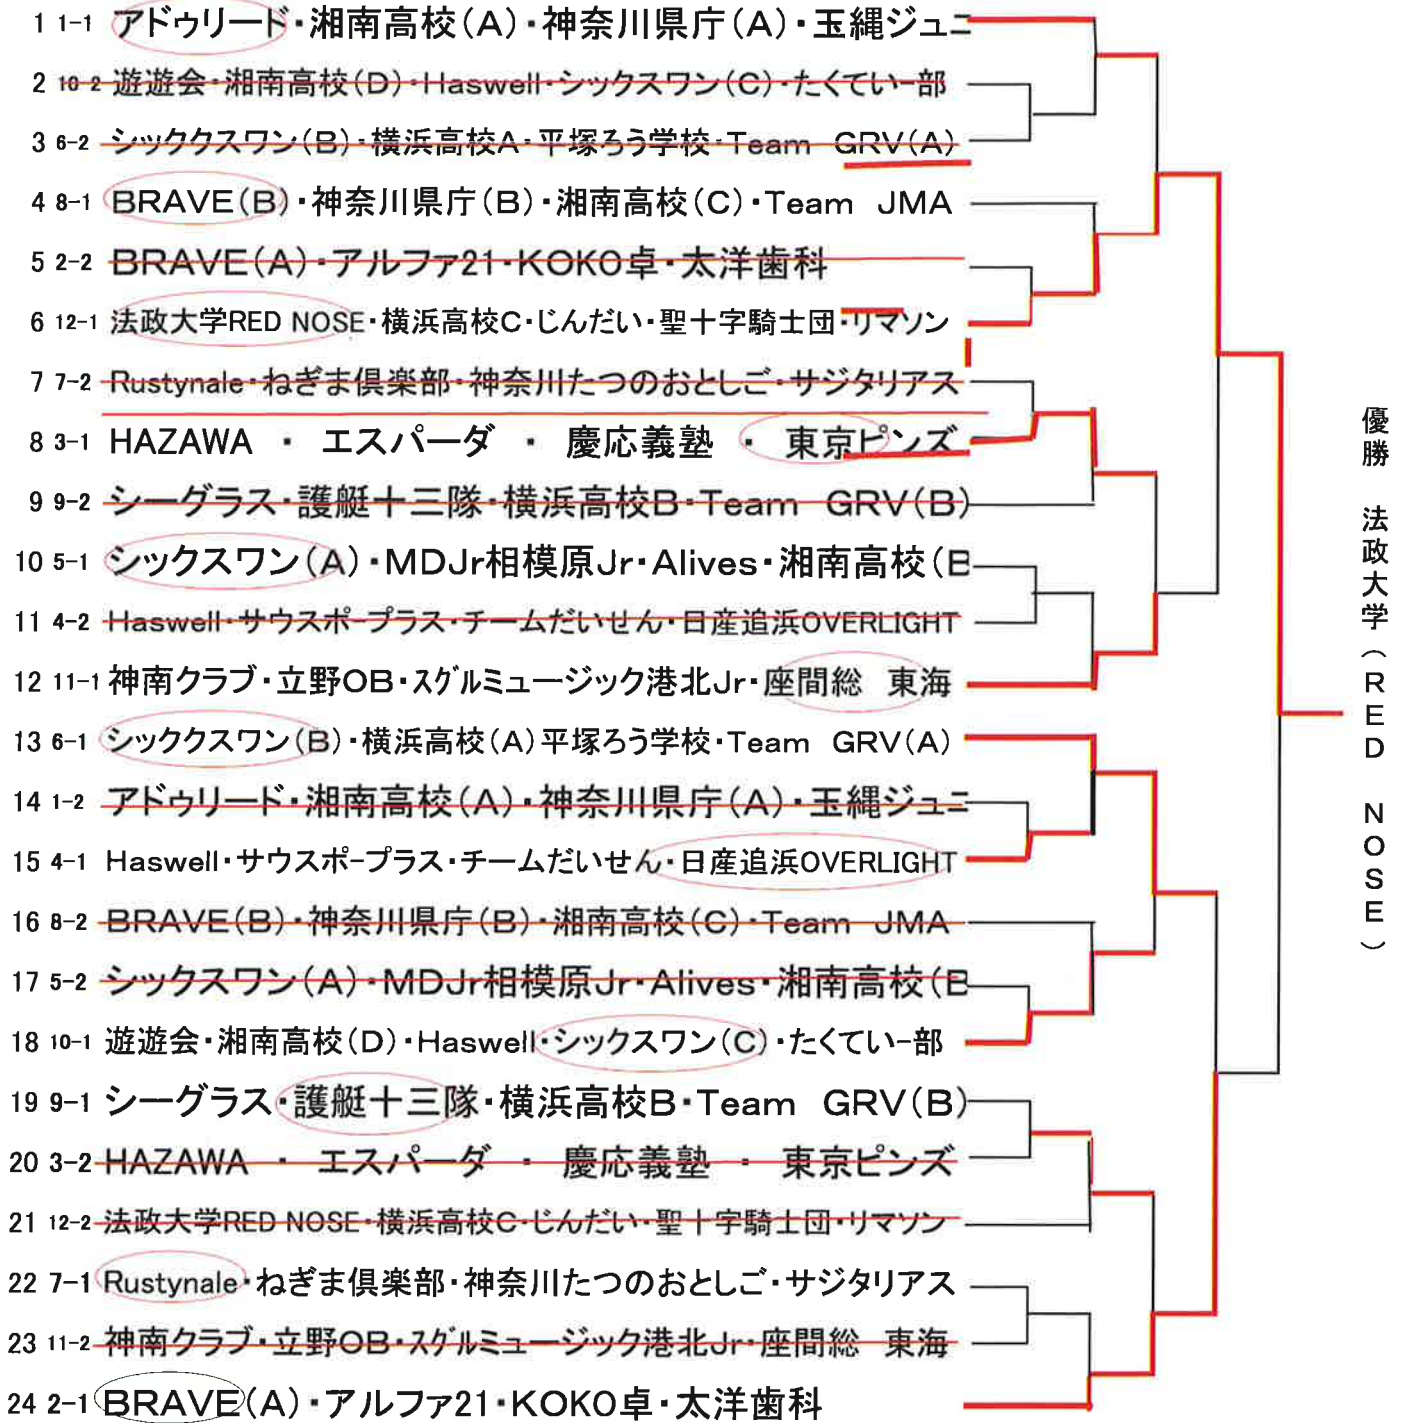 1 1-1 アドゥリード・湘南高校(A)・神奈川県庁(A)・玉縄ジュニ
2 10-2 遊遊会・湘南高校(D)・Haswell・シックスワン(C)・たくてい-部
3 6-2 シッククスワン(B)・横浜高校A・平塚ろう学校・Team GRV(A)
4 8-1 BRAVE(B)・神奈川県庁(B)・湘南高校(C)・Team JMA
5 2-2 BRAVE(A)・アルファ21・KOKO卓・太洋歯科
6 12-1 法政大学RED NOSE・横浜高校C・じんだい・聖十字騎士団・リマソン
7 7-2 Rustynale・ねぎま倶楽部・神奈川たつのおとしご・サジタリアス
8 3-1 HAZAWA ・ エスパーダ ・ 慶応義塾 ・ 東京ピンズ
9 9-2 シーグラス・護艇十三隊・横浜高校B・Team GRV(B)
10 5-1 シックスワン(A)・MDJr相模原Jr・Alives・湘南高校(B
11 4-2 Haswell・サウスポープラス・チームだいせん・日産追浜OVERLIGHT
12 11-1 神南クラブ・立野OB・スグルミュージック港北Jr・座間総 東海
13 6-1 シッククスワン(B)・横浜高校(A)平塚ろう学校・Team GRV(A)
14 1-2 アドゥリード・湘南高校(A)・神奈川県庁(A)・玉縄ジュニ
15 4-1 Haswell・サウスポープラス・チームだいせん・日産追浜OVERLIGHT
16 8-2 BRAVE(B)・神奈川県庁(B)・湘南高校(C)・Team JMA
17 5-2 シックスワン(A)・MDJr相模原Jr・Alives・湘南高校(B
18 10-1 遊遊会・湘南高校(D)・Haswell・シックスワン(C)・たくてい-部
19 9-1 シーグラス・護艇十三隊・横浜高校B・Team GRV(B)
20 3-2 HAZAWA ・ エスパーダ ・ 慶応義塾 ・ 東京ピンズ
21 12-2 法政大学RED NOSE・横浜高校C・じんだい・聖十字騎士団・リマソン
22 7-1 Rustynale・ねぎま倶楽部・神奈川たつのおとしご・サジタリアス
23 11-2 神南クラブ・立野OB・スグルミュージック港北Jr・座間総 東海
24 2-1 BRAVE(A)・アルファ21・KOKO卓・太洋歯科
優勝 法政大学(RED NOSE)